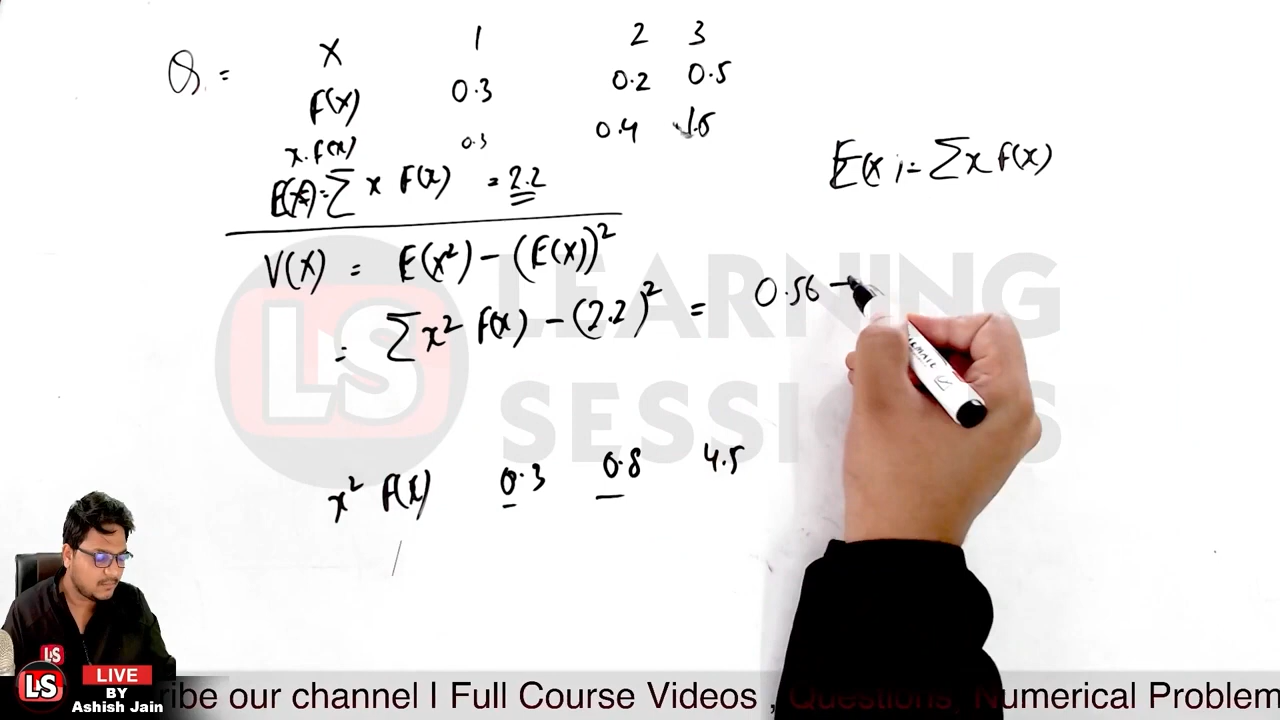 Q. = X 1 2 3
F(x) 0.3 0.2 0.5
x.f(x) 0.3 0.4 1.5
E(x) = Σ x F(x) = 2.2
E(x) = Σ x f(x)
V(X) = E(x²) - (E(x))²
= Σ x² f(x) - (2.2)² = 0.56 -
x² F(x) 0.3 0.8 4.5
LS LEARNING
SESSIONS
LS
LS LIVE
BY
Ashish Jain
ribe our channel I Full Course Videos , Questions, Numerical Problem